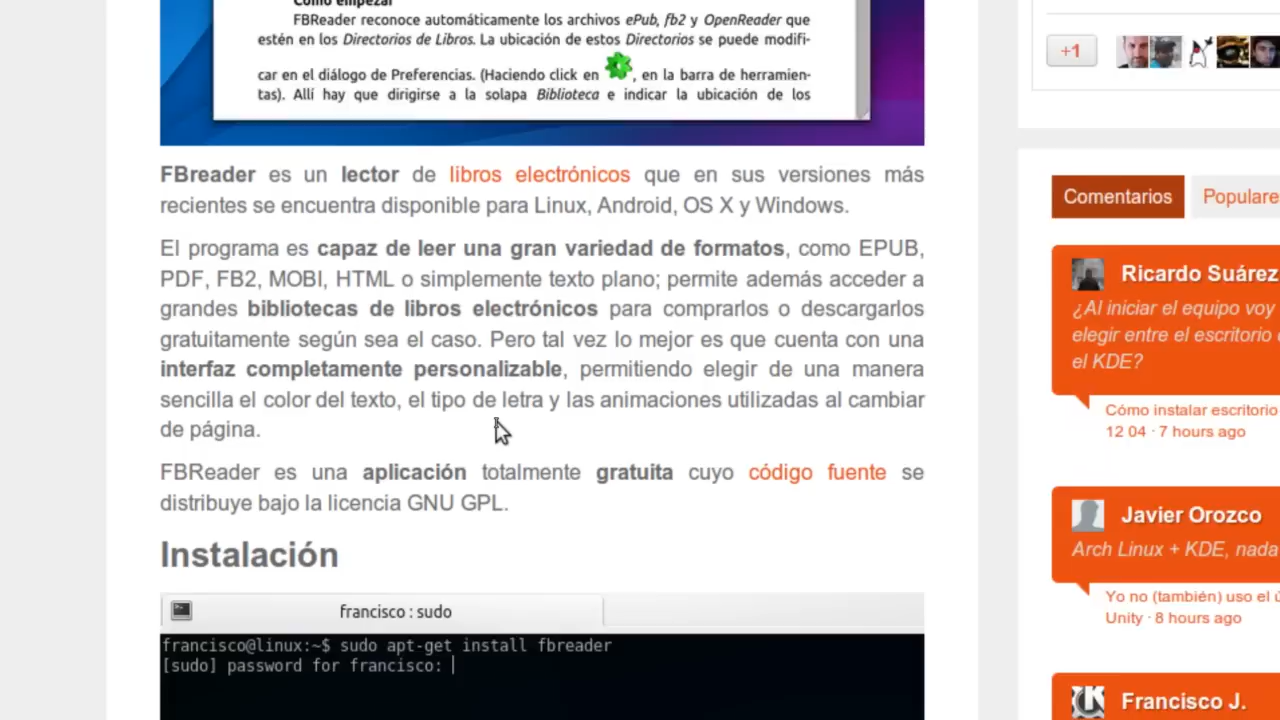 Cómo empezar
FBReader reconoce automáticamente los archivos ePub, fb2 y OpenReader que
estén en los Directorios de Libros. La ubicación de estos Directorios se puede modifi-
car en el diálogo de Preferencias. (Haciendo click en , en la barra de herramien-
tas). Allí hay que dirigirse a la solapa Biblioteca e indicar la ubicación de los
FBreader es un lector de libros electrónicos que en sus versiones más
recientes se encuentra disponible para Linux, Android, OS X y Windows.
El programa es capaz de leer una gran variedad de formatos, como EPUB,
PDF, FB2, MOBI, HTML o simplemente texto plano; permite además acceder a
grandes bibliotecas de libros electrónicos para comprarlos o descargarlos
gratuitamente según sea el caso. Pero tal vez lo mejor es que cuenta con una
interfaz completamente personalizable, permitiendo elegir de una manera
sencilla el color del texto, el tipo de letra y las animaciones utilizadas al cambiar
de página.
FBReader es una aplicación totalmente gratuita cuyo código fuente se
distribuye bajo la licencia GNU GPL.
Instalación
francisco : sudo
francisco@linux:~$ sudo apt-get install fbreader
[sudo] password for francisco:
+1
Comentarios Populare
Ricardo Suárez
¿Al iniciar el equipo voy
elegir entre el escritorio
el KDE?
Cómo instalar escritorio
12 04 · 7 hours ago
Javier Orozco
Arch Linux + KDE, nada
Yo no (también) uso el ú
Unity · 8 hours ago
Francisco J.